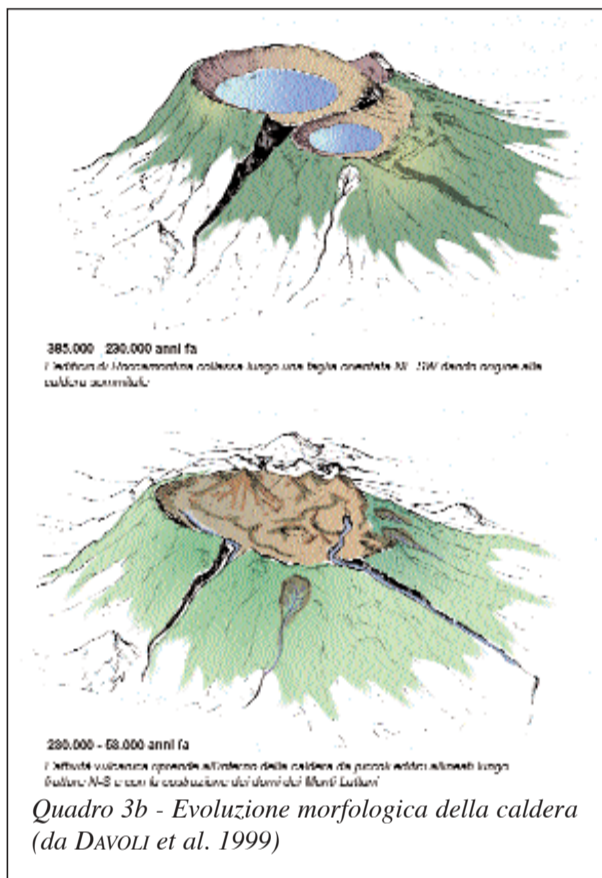 385.000 - 230.000 anni fa
L'edificio di Roccamonfina collassa lungo una faglia orientata NE-SW dando origine alla
caldera sommitale
230.000 - 53.000 anni fa
L'attività vulcanica riprende all'interno della caldera da piccoli edifici allineati lungo
fratture N-S e con la costruzione dei domi dei Monti Lattani
Quadro 3b - Evoluzione morfologica della caldera
(da DAVOLI et al. 1999)